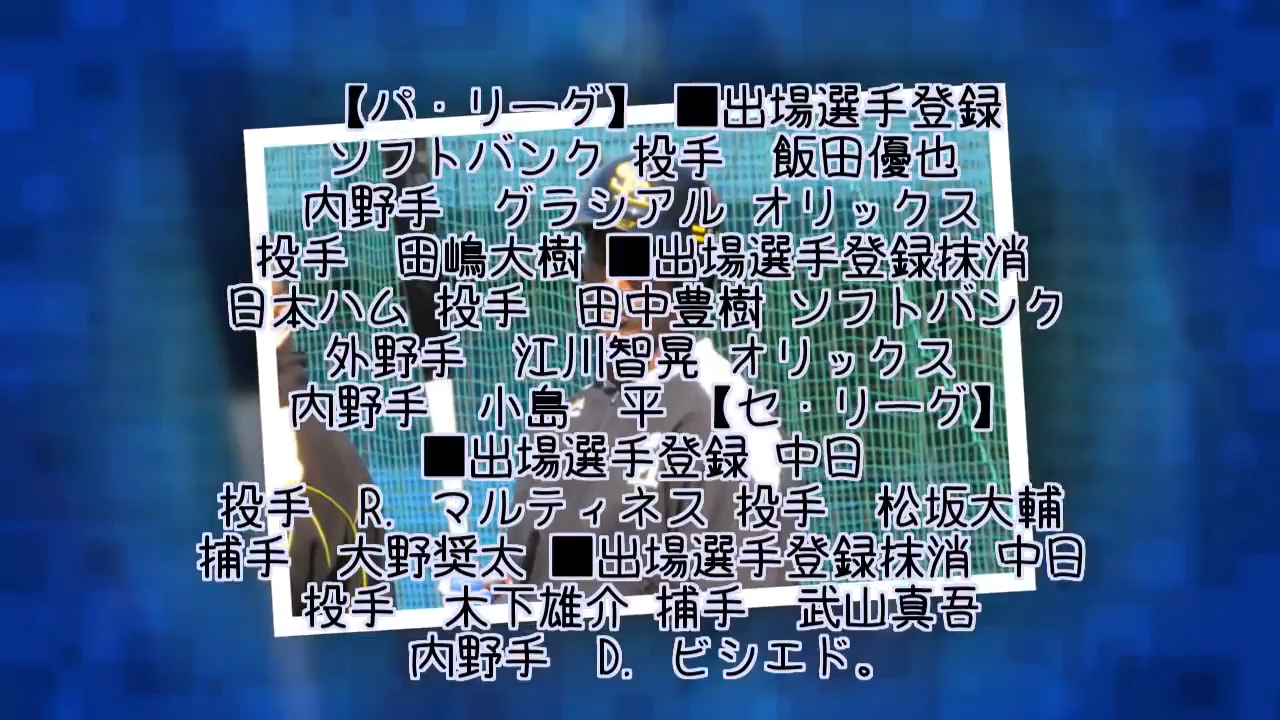 【パ・リーグ】 ■出場選手登録
ソフトバンク 投手　飯田優也
内野手　グラシアル オリックス
投手　田嶋大樹 ■出場選手登録抹消
日本ハム 投手　田中豊樹 ソフトバンク
外野手　江川智晃 オリックス
内野手　小島　平 【セ・リーグ】
■出場選手登録 中日
投手　R. マルティネス 投手　松坂大輔
捕手　大野奨太 ■出場選手登録抹消 中日
投手　木下雄介 捕手　武山真吾
内野手　D. ビシエド。